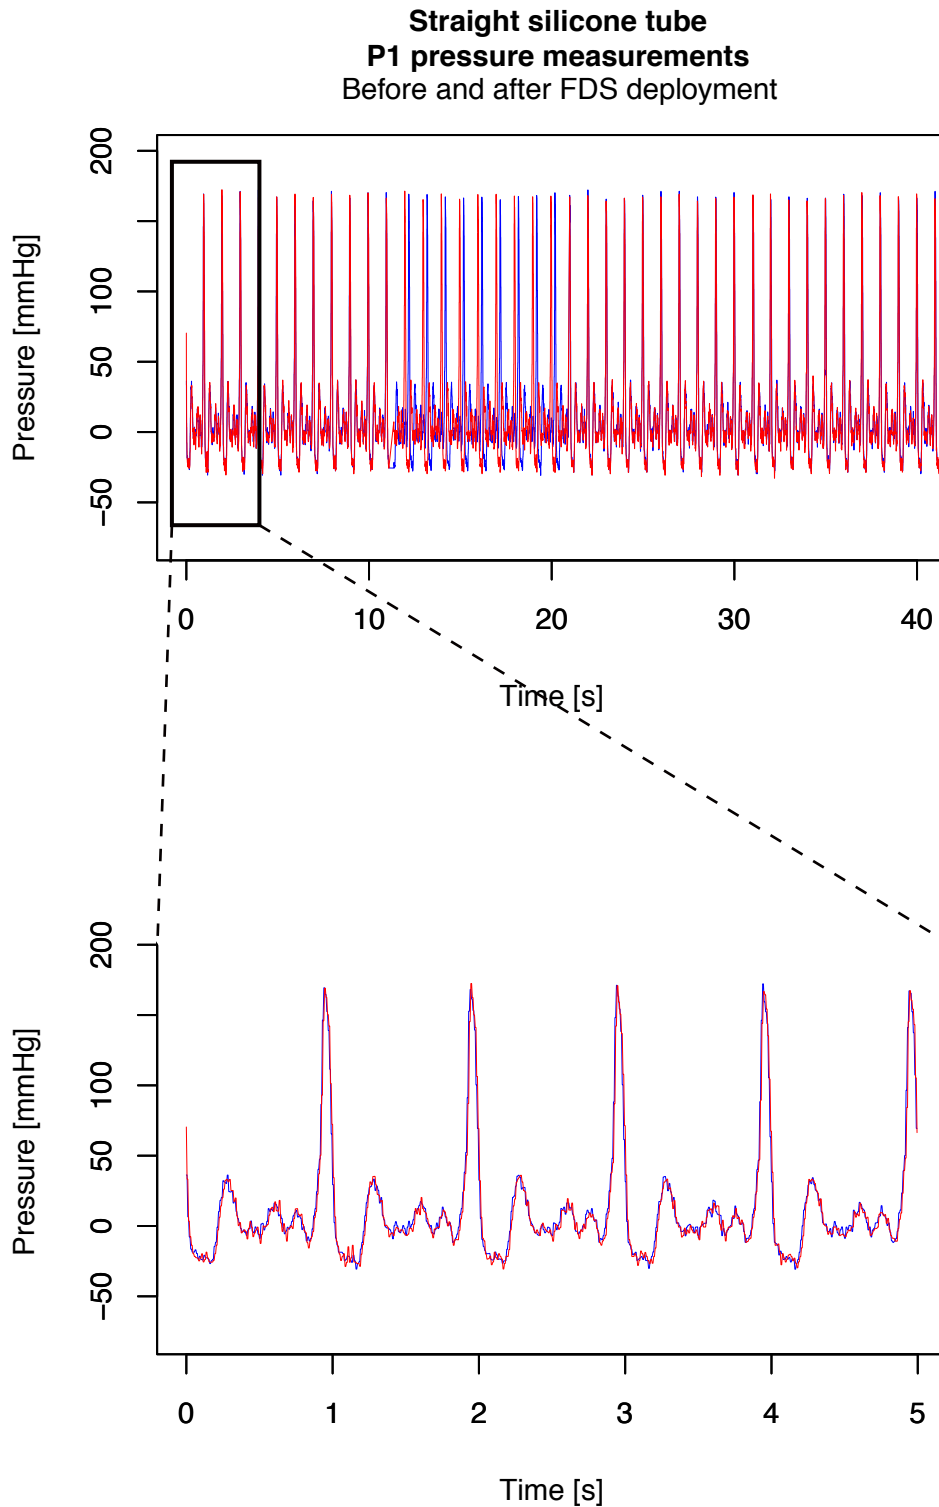 Straight silicone tube
P1 pressure measurements
Before and after FDS deployment
Pressure [mmHg]
200
100
50
0
−50
0 10 20 30 40
Time [s]
Pressure [mmHg]
200
100
50
0
−50
0 1 2 3 4 5
Time [s]